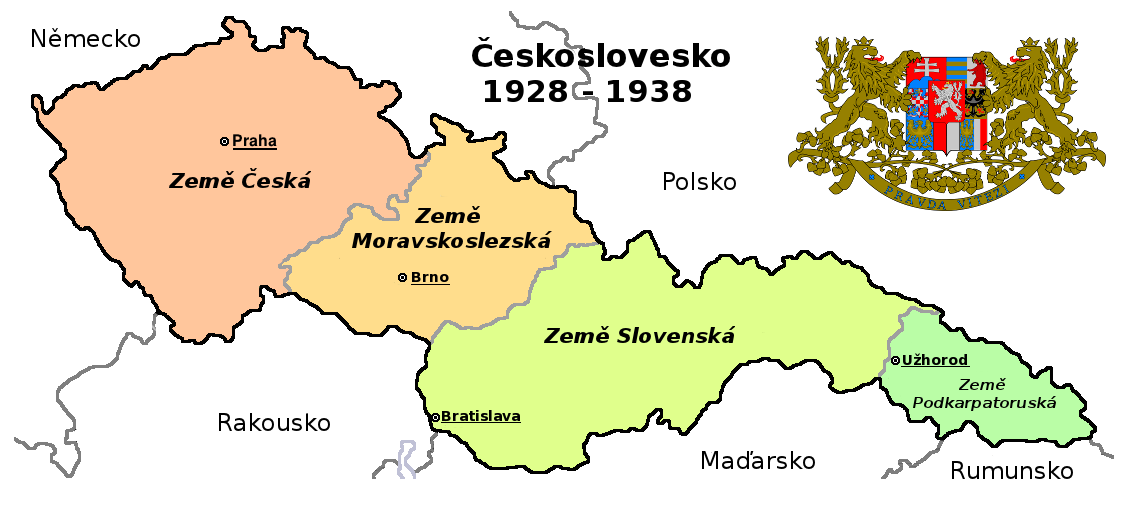 Německo
Československo
1928 - 1938
Praha
Země Česká
Polsko
PRAVDA VÍTĚZÍ
Země
Moravskoslezská
Brno
Země Slovenská
Užhorod
Země
Podkarpatoruská
Bratislava
Rakousko
Maďarsko
Rumunsko